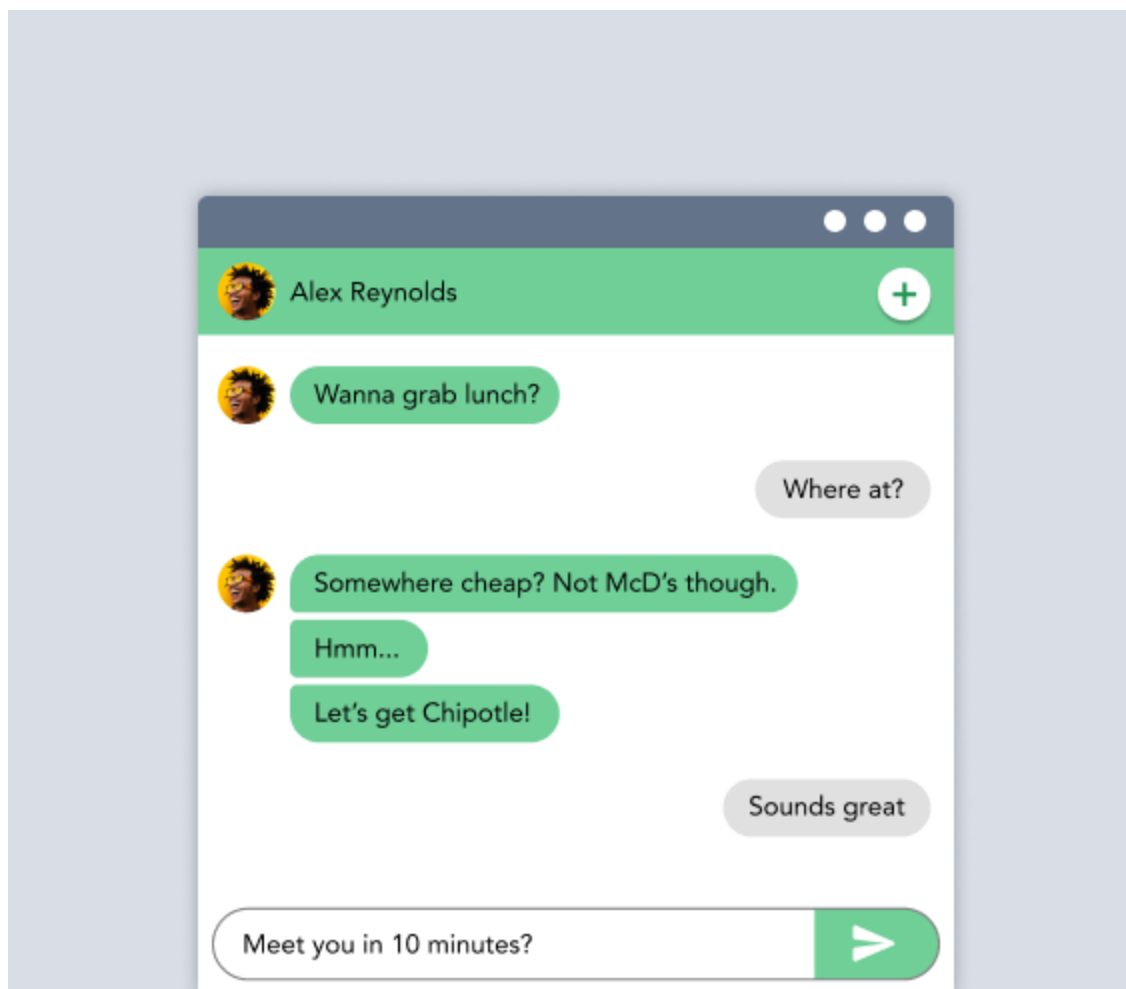 Alex Reynolds
Wanna grab lunch?
Where at?
Somewhere cheap? Not McD’s though.
Hmm...
Let’s get Chipotle!
Sounds great
Meet you in 10 minutes?